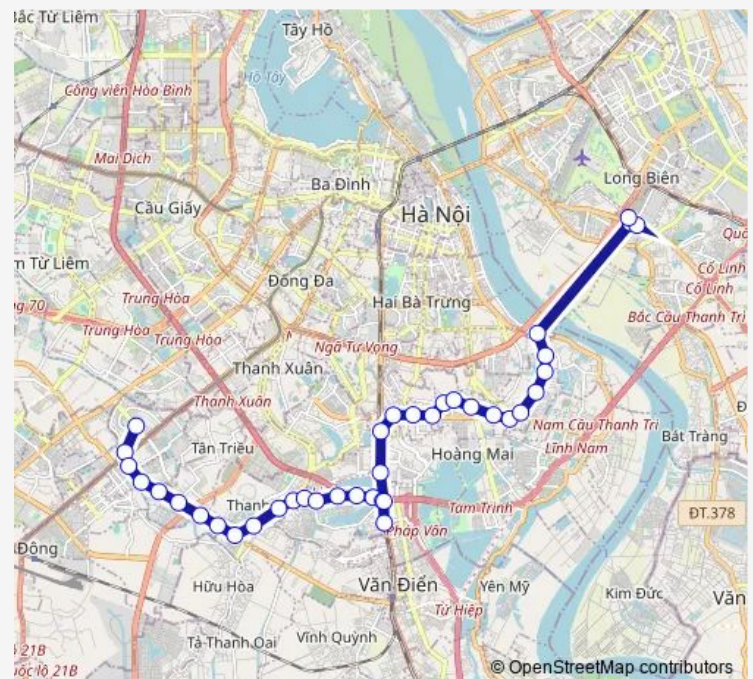 Bắc Từ Liêm
Tây Hồ
Công viên Hòa Bình
Hồ Tây
Mai Dịch
Ba Đình
Long Biên
Cầu Giấy
Hà Nội
m Từ Liêm
Đống Đa
Cổ Linh
Cổ Linh
Trung Hòa
ng 70
Hai Bà Trưng
Bắc Cầu Thanh Trì
Trung Hòa
Trung Hòa
Ngã Tư Vọng
Thanh Xuân
Thanh Xuân
Nam Cầu Thanh Trì
Bát Tràng
Tân Triều
Lĩnh Nam
Hoàng Mai
Thanh
Tam Trinh
ĐT.378
Pháp Vân
Đông
Hữu Hòa
Văn Điển
Yên Mỹ
Kim Đức
Văn
Từ Hiệp
Tả Thanh Oai
Vĩnh Quỳnh
21B
uốc lộ 21B
© OpenStreetMap contributors